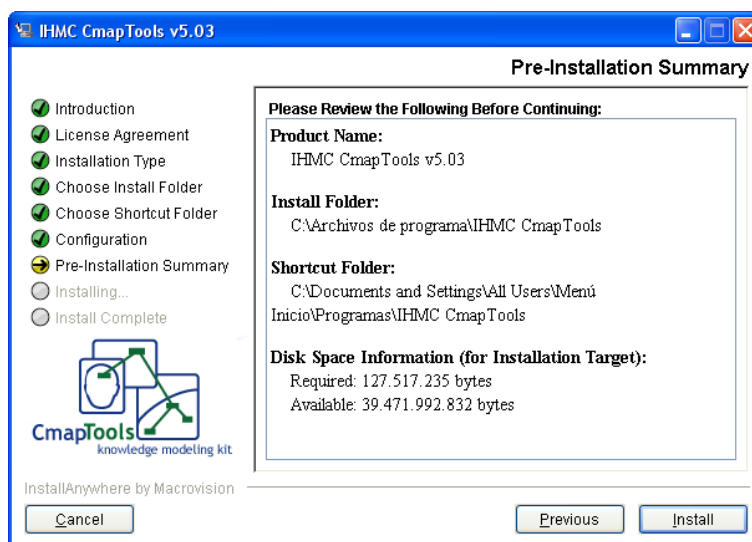 IHMC CmapTools v5.03
Pre-Installation Summary
Introduction
License Agreement
Installation Type
Choose Install Folder
Choose Shortcut Folder
Configuration
Pre-Installation Summary
Installing...
Install Complete
CmapTools
knowledge modeling kit
Please Review the Following Before Continuing:
Product Name:
IHMC CmapTools v5.03
Install Folder:
C:\Archivos de programa\IHMC CmapTools
Shortcut Folder:
C:\Documents and Settings\All Users\Menú
Inicio\Programas\IHMC CmapTools
Disk Space Information (for Installation Target):
Required: 127.517.235 bytes
Available: 39.471.992.832 bytes
InstallAnywhere by Macrovision
Cancel
Previous
Install